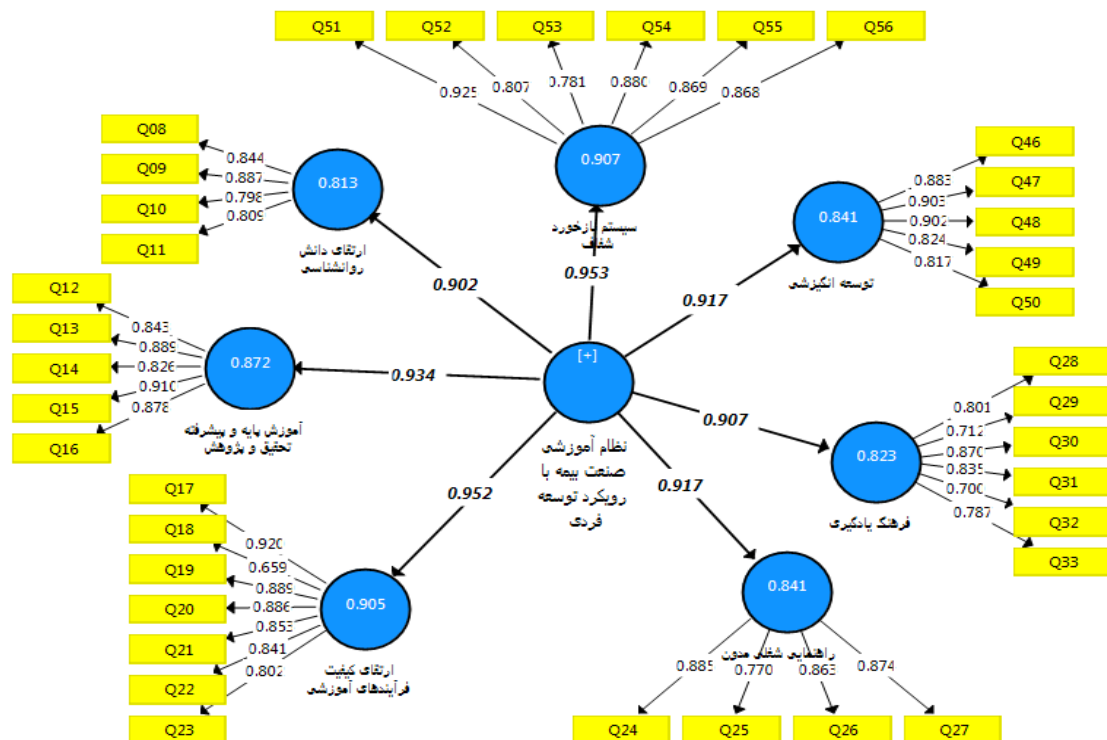 Q51 Q52 Q53 Q54 Q55 Q56
0.925 0.807 0.781 0.880 0.869 0.868
0.907
سیستم بازخورد
شفاف
Q08
Q09
Q10
Q11
0.844
0.887
0.798
0.809
0.813
ارتقای دانش
روانشناسی
Q46
Q47
Q48
Q49
Q50
0.883
0.903
0.902
0.824
0.817
0.841
توسعه انگیزشی
0.953
0.902
0.917
Q12
Q13
Q14
Q15
Q16
0.843
0.889
0.826
0.910
0.878
0.872
آموزش پایه و پیشرفته
تحقیق و پژوهش
0.934
[+]
نظام آموزشی
صنعت بیمه با
رویکرد توسعه
فردی
0.907
Q28
Q29
Q30
Q31
Q32
Q33
0.801
0.712
0.870
0.835
0.700
0.787
0.823
فرهنگ یادگیری
0.952
0.917
Q17
Q18
Q19
Q20
Q21
Q22
Q23
0.920
0.659
0.889
0.886
0.853
0.841
0.802
0.905
ارتقای کیفیت
فرآیندهای آموزشی
0.841
راهنمایی شغلی مدون
0.885 0.770 0.863 0.874
Q24 Q25 Q26 Q27